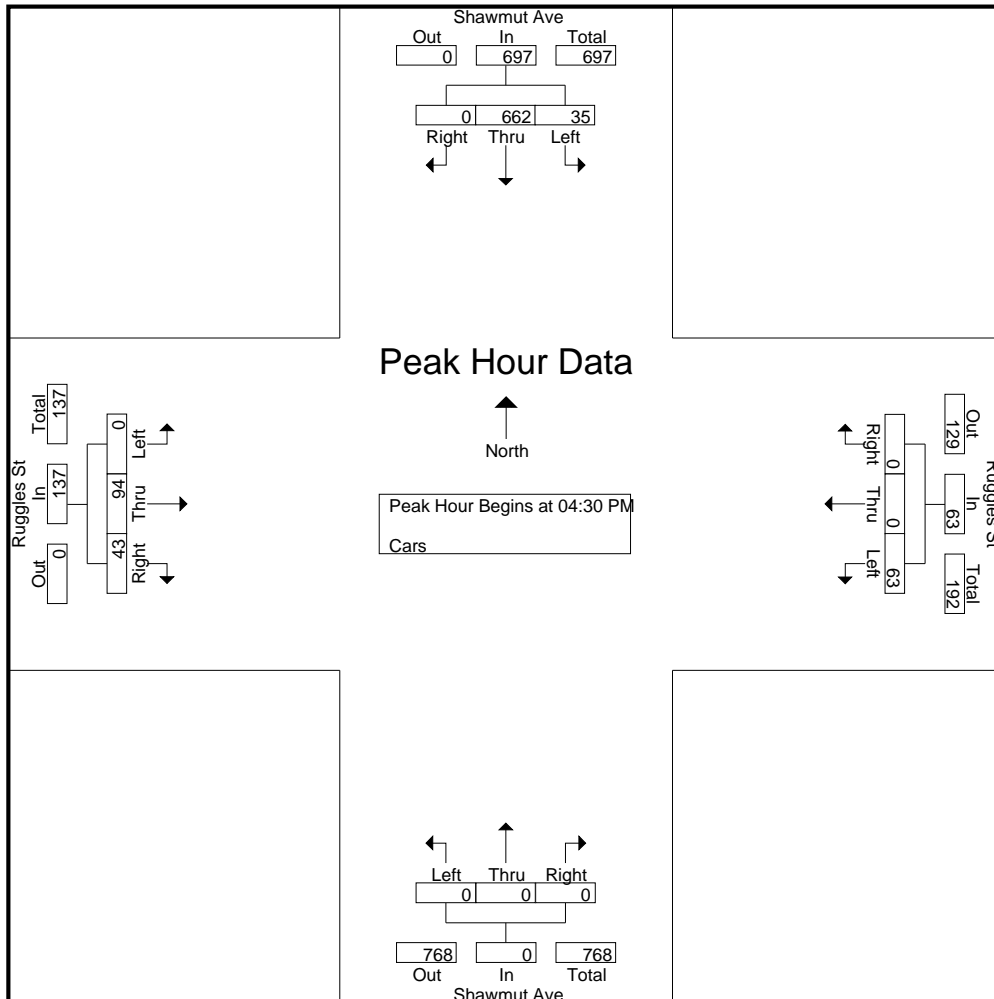 Shawmut Ave
Out In Total
0 697 697
0 662 35
Right Thru Left
Peak Hour Data
North
Peak Hour Begins at 04:30 PM
Cars
Ruggles St
Total In Out
137 137 0
0 94 43
Left Thru Right
Right Thru Left
0 0 63
Out In Total
129 63 192
Ruggles St
Left Thru Right
0 0 0
768 0 768
Out In Total
Shawmut Ave